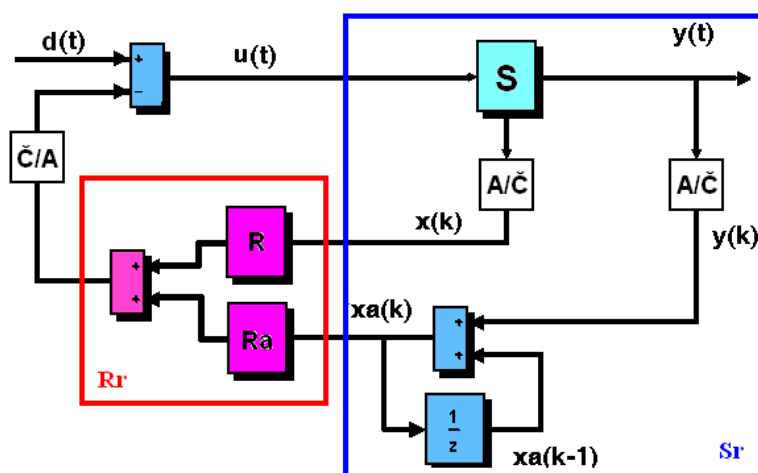 d(t)
u(t)
y(t)
+
−
S
Č/A
A/Č
A/Č
x(k)
y(k)
R
+
+
xa(k)
+
+
Ra
Rr
1
z
xa(k-1)
Sr